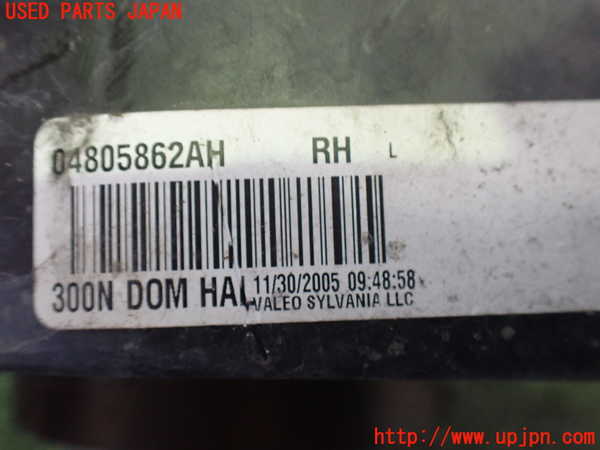 USED PARTS JAPAN
04805862AH RH L
300N DOM HAL 11/30/2005 09:48:58
VALEO SYLVANIA LLC
http://www.upjpn.com/